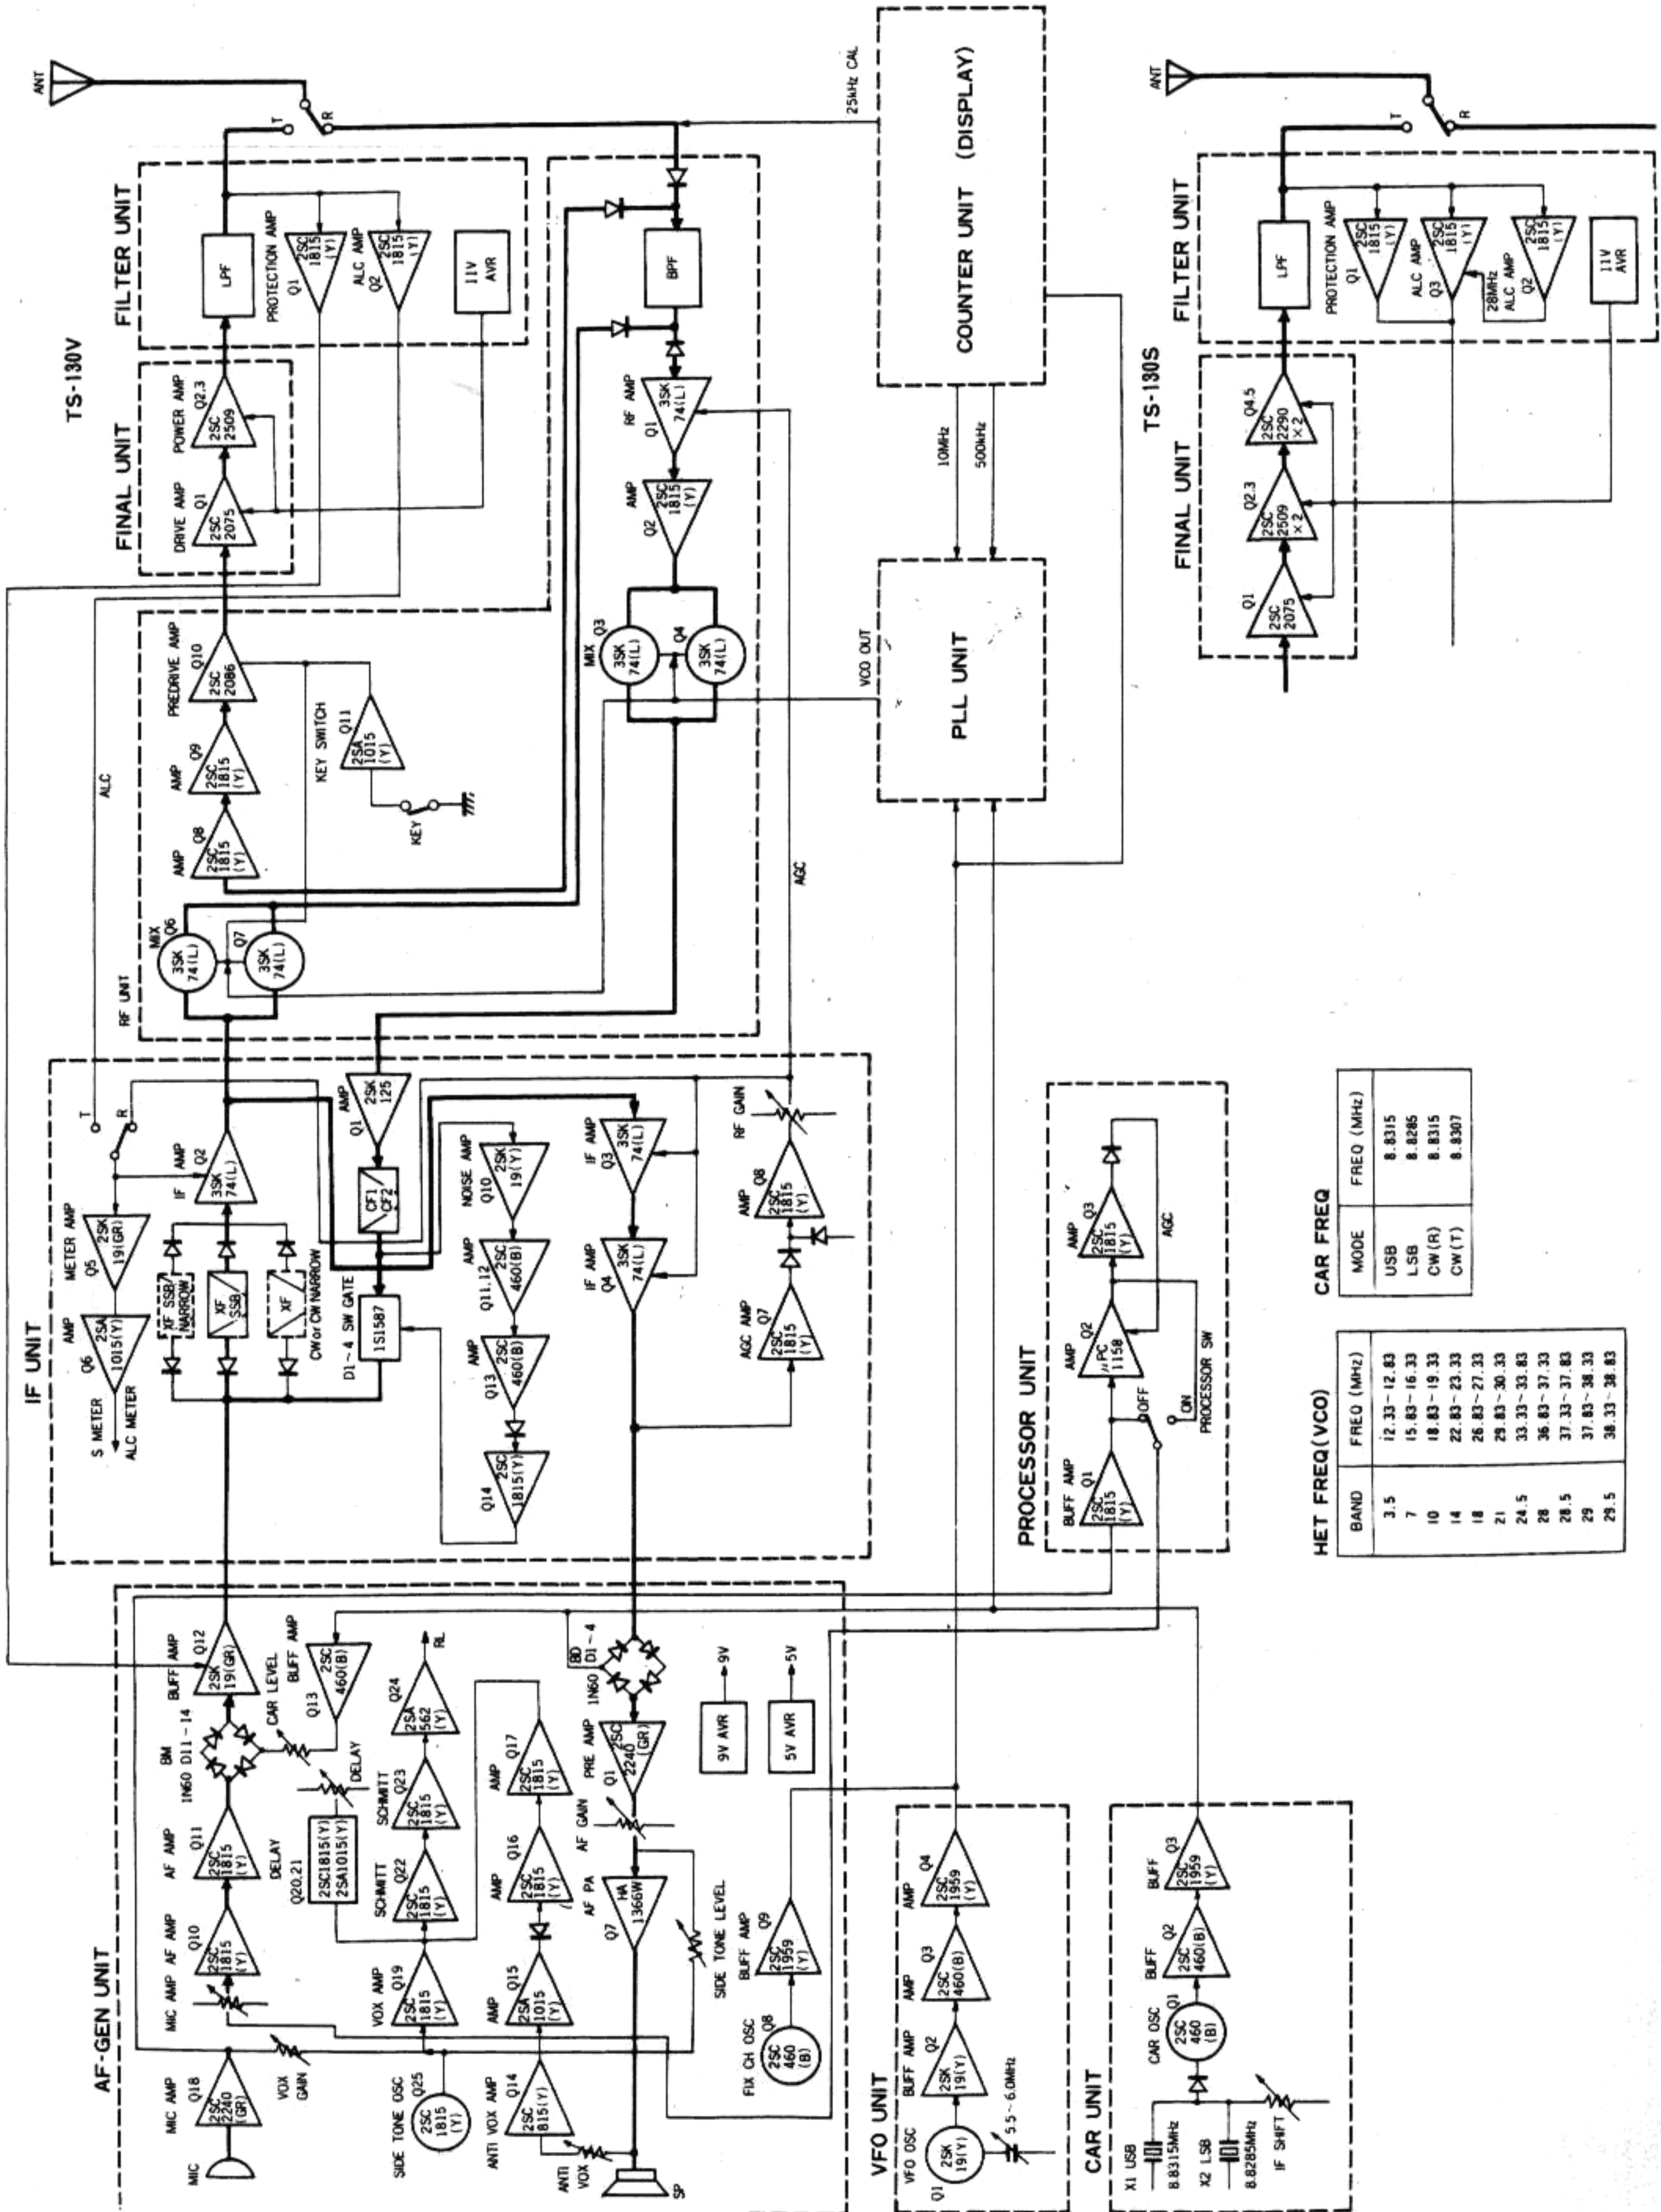 TS-130V
AF-GEN UNIT
MIC AMP
Q18
2SC
2240
(GR)
MIC
VOX
GAIN
MIC AMP AF AMP
Q10
2SC
1815
(Y)
AF AMP
Q11
2SC
1815
(Y)
BM
1N60 D11-14
BUFF AMP
Q12
2SK
19(GR)
CAR LEVEL
BUFF AMP
Q13
2SC
460(B)
DELAY
DELAY
Q20.21
2SC1815(Y)
2SA1015(Y)
SIDE TONE OSC
Q25
2SC
1815
(Y)
VOX AMP
Q19
2SC
1815
(Y)
SCHMITT
Q22
2SC
1815
(Y)
SCHMITT
Q23
2SC
1815
(Y)
Q24
2SA
562
(Y)
RL
ANTI VOX AMP
Q14
2SC
815(Y)
ANTI
VOX
AMP
Q15
2SA
1015
(Y)
AMP
Q16
2SC
1815
(Y)
AMP
Q17
2SC
1815
(Y)
SP
AF PA
Q7
HA
1366W
AF GAIN
PRE AMP
Q1
2SC
2240
(GR)
BD
D1~4
1N60
SIDE TONE LEVEL
FIX CH OSC
Q8
2SC
460
(B)
BUFF AMP
Q9
2SC
1959
(Y)
9V AVR
9V
5V AVR
5V
VFO UNIT
VFO OSC
Q1
2SK
19(Y)
5.5~6.0MHz
BUFF AMP
Q2
2SK
19(Y)
AMP
Q3
2SC
460(B)
AMP
Q4
2SC
1959
(Y)
CAR UNIT
X1 USB
8.8315MHz
X2 LSB
8.8285MHz
IF SHIFT
CAR OSC
Q1
2SC
460
(B)
BUFF
Q2
2SC
460(B)
BUFF
Q3
2SC
1959
(Y)
IF UNIT
S METER
ALC METER
AMP
Q6
2SA
1015(Y)
METER AMP
Q5
2SK
19(GR)
T
R
XF SSB
NARROW
XF
SSB
XF
CW or CW NARROW
IF AMP
Q2
3SK
74(L)
D1~4 SW GATE
1S1587
CF1
CF2
AMP
Q1
2SK
125
NOISE AMP
Q10
2SK
19(Y)
AMP
Q11.12
2SC
460(B)
AMP
Q13
2SC
460(B)
Q14
2SC
1815(Y)
IF AMP
Q3
3SK
74(L)
IF AMP
Q4
3SK
74(L)
AGC AMP
Q7
2SC
1815
(Y)
AMP
Q8
2SC
1815
(Y)
RF GAIN
AGC
ALC
RF UNIT
MIX
Q6
3SK
74(L)
Q7
3SK
74(L)
AMP
Q8
2SC
1815
(Y)
AMP
Q9
2SC
1815
(Y)
PREDRIVE AMP
Q10
2SC
2086
KEY SWITCH
Q11
2SA
1015
(Y)
KEY
MIX
Q3
3SK
74(L)
Q4
3SK
74(L)
AMP
Q2
2SC
1815
(Y)
RF AMP
Q1
3SK
74(L)
BPF
FINAL UNIT
DRIVE AMP
Q1
2SC
2075
POWER AMP
Q2.3
2SC
2509
FILTER UNIT
LPF
PROTECTION AMP
Q1
2SC
1815
(Y)
ALC AMP
Q2
2SC
1815
(Y)
11V
AVR
ANT
T
R
25kHz CAL
VCO OUT
PLL UNIT
10MHz
500kHz
COUNTER UNIT (DISPLAY)
PROCESSOR UNIT
BUFF AMP
Q1
2SC
1815
(Y)
AMP
Q2
μPC
1158
AMP
Q3
2SC
1815
(Y)
AGC
OFF
ON
PROCESSOR SW
TS-130S
FINAL UNIT
Q1
2SC
2075
Q2.3
2SC
2509
×2
Q4.5
2SC
2290
×2
FILTER UNIT
LPF
PROTECTION AMP
Q1
2SC
1815
(Y)
ALC AMP
Q3
2SC
1815
(Y)
28MHz
ALC AMP
Q2
2SC
1815
(Y)
11V
AVR
ANT
T
R
HET FREQ(VCO)
BAND FREQ (MHz)
3.5 12.33~12.83
7 15.83~16.33
10 18.83~19.33
14 22.83~23.33
18 26.83~27.33
21 29.83~30.33
24.5 33.33~33.83
28 36.83~37.33
28.5 37.33~37.83
29 37.83~38.33
29.5 38.33~38.83
CAR FREQ
MODE FREQ (MHz)
USB 8.8315
LSB 8.8285
CW(R) 8.8315
CW(T) 8.8307